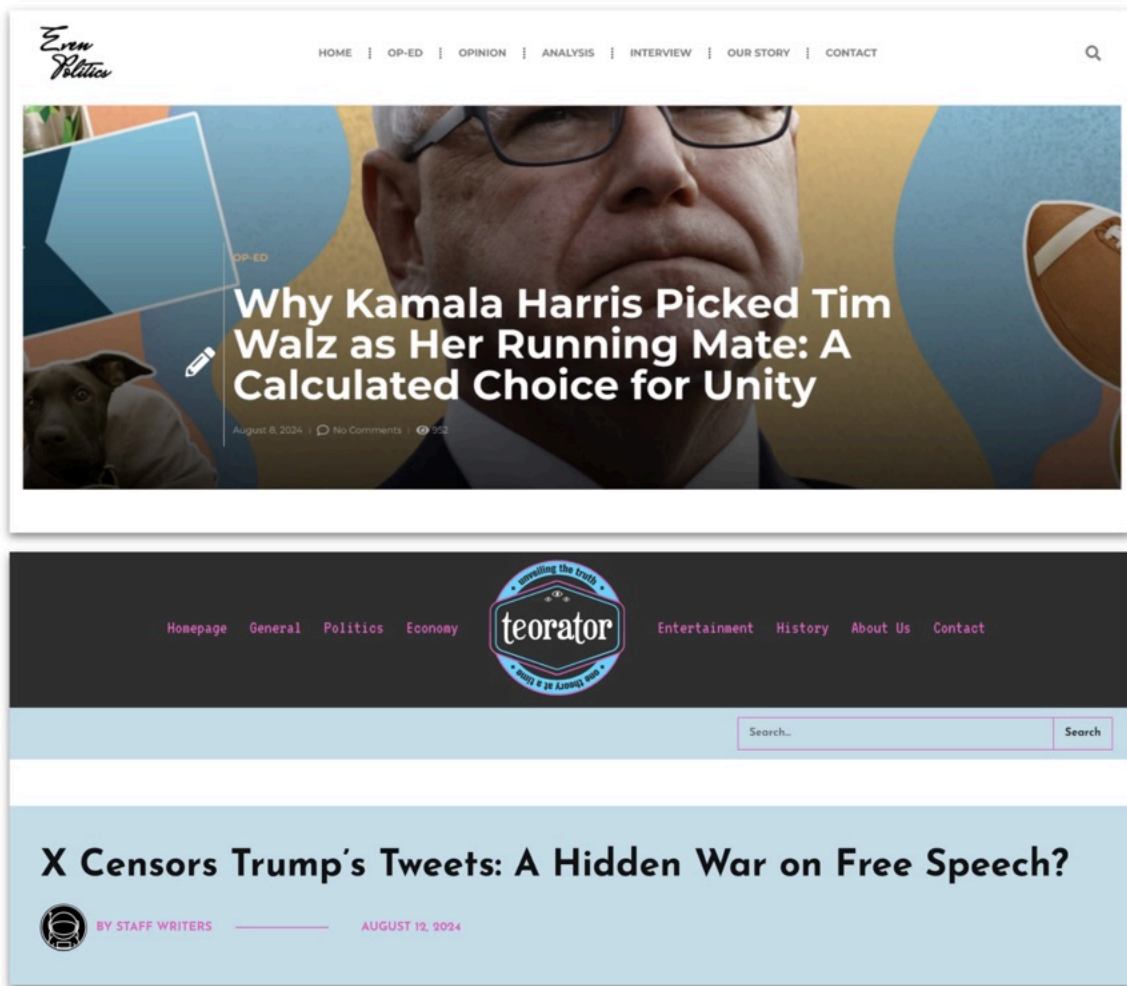 Even
Politics
HOME OP-ED OPINION ANALYSIS INTERVIEW OUR STORY CONTACT
OP-ED
Why Kamala Harris Picked Tim
Walz as Her Running Mate: A
Calculated Choice for Unity
August 8, 2024 No Comments 952
unveiling the truth
Homepage General Politics Economy teorator Entertainment History About Us Contact
one theory at a time
Search... Search
X Censors Trump's Tweets: A Hidden War on Free Speech?
BY STAFF WRITERS AUGUST 12, 2024